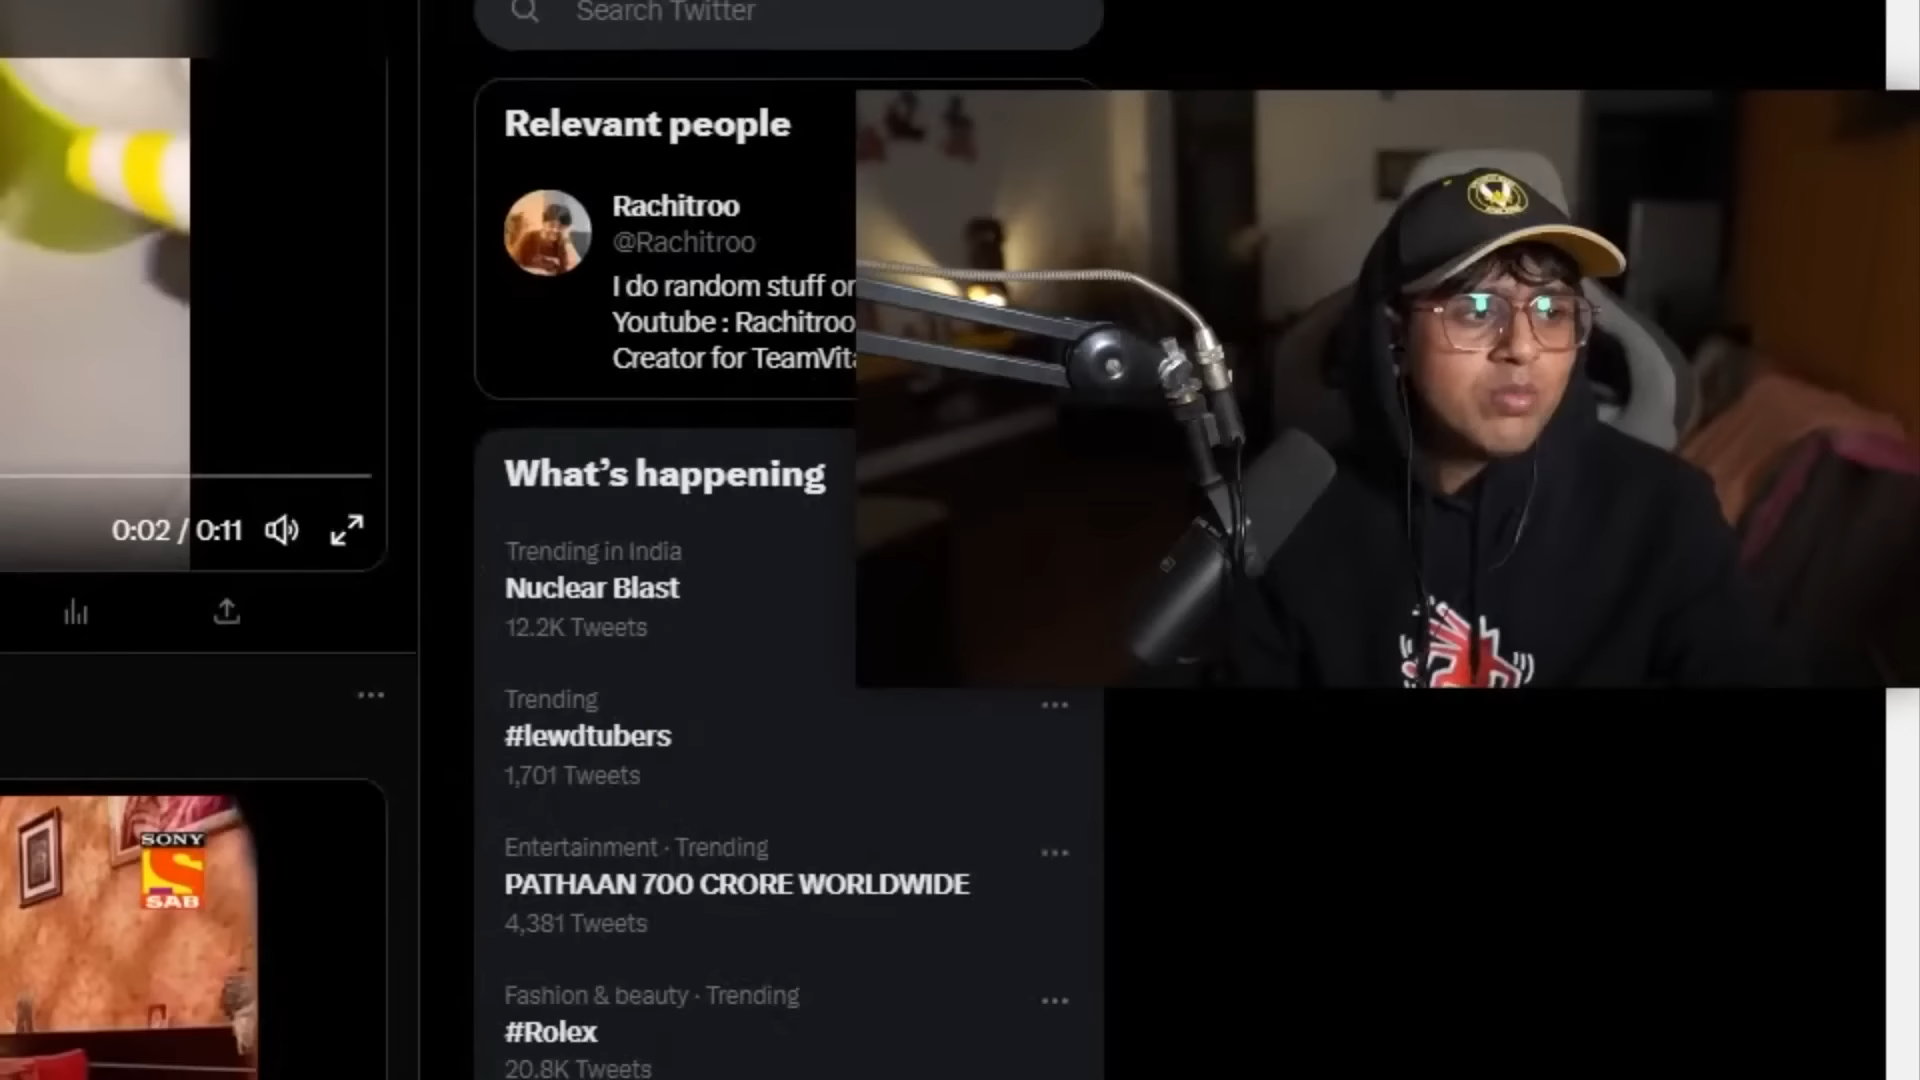 Search Twitter
Relevant people
Rachitroo
@Rachitroo
I do random stuff or
Youtube : Rachitroo
Creator for TeamVita
What's happening
0:02 / 0:11
Trending in India
Nuclear Blast
12.2K Tweets
Trending
#lewdtubers
1,701 Tweets
SONY
S
SAB
Entertainment · Trending
PATHAAN 700 CRORE WORLDWIDE
4,381 Tweets
Fashion & beauty · Trending
#Rolex
20.8K Tweets